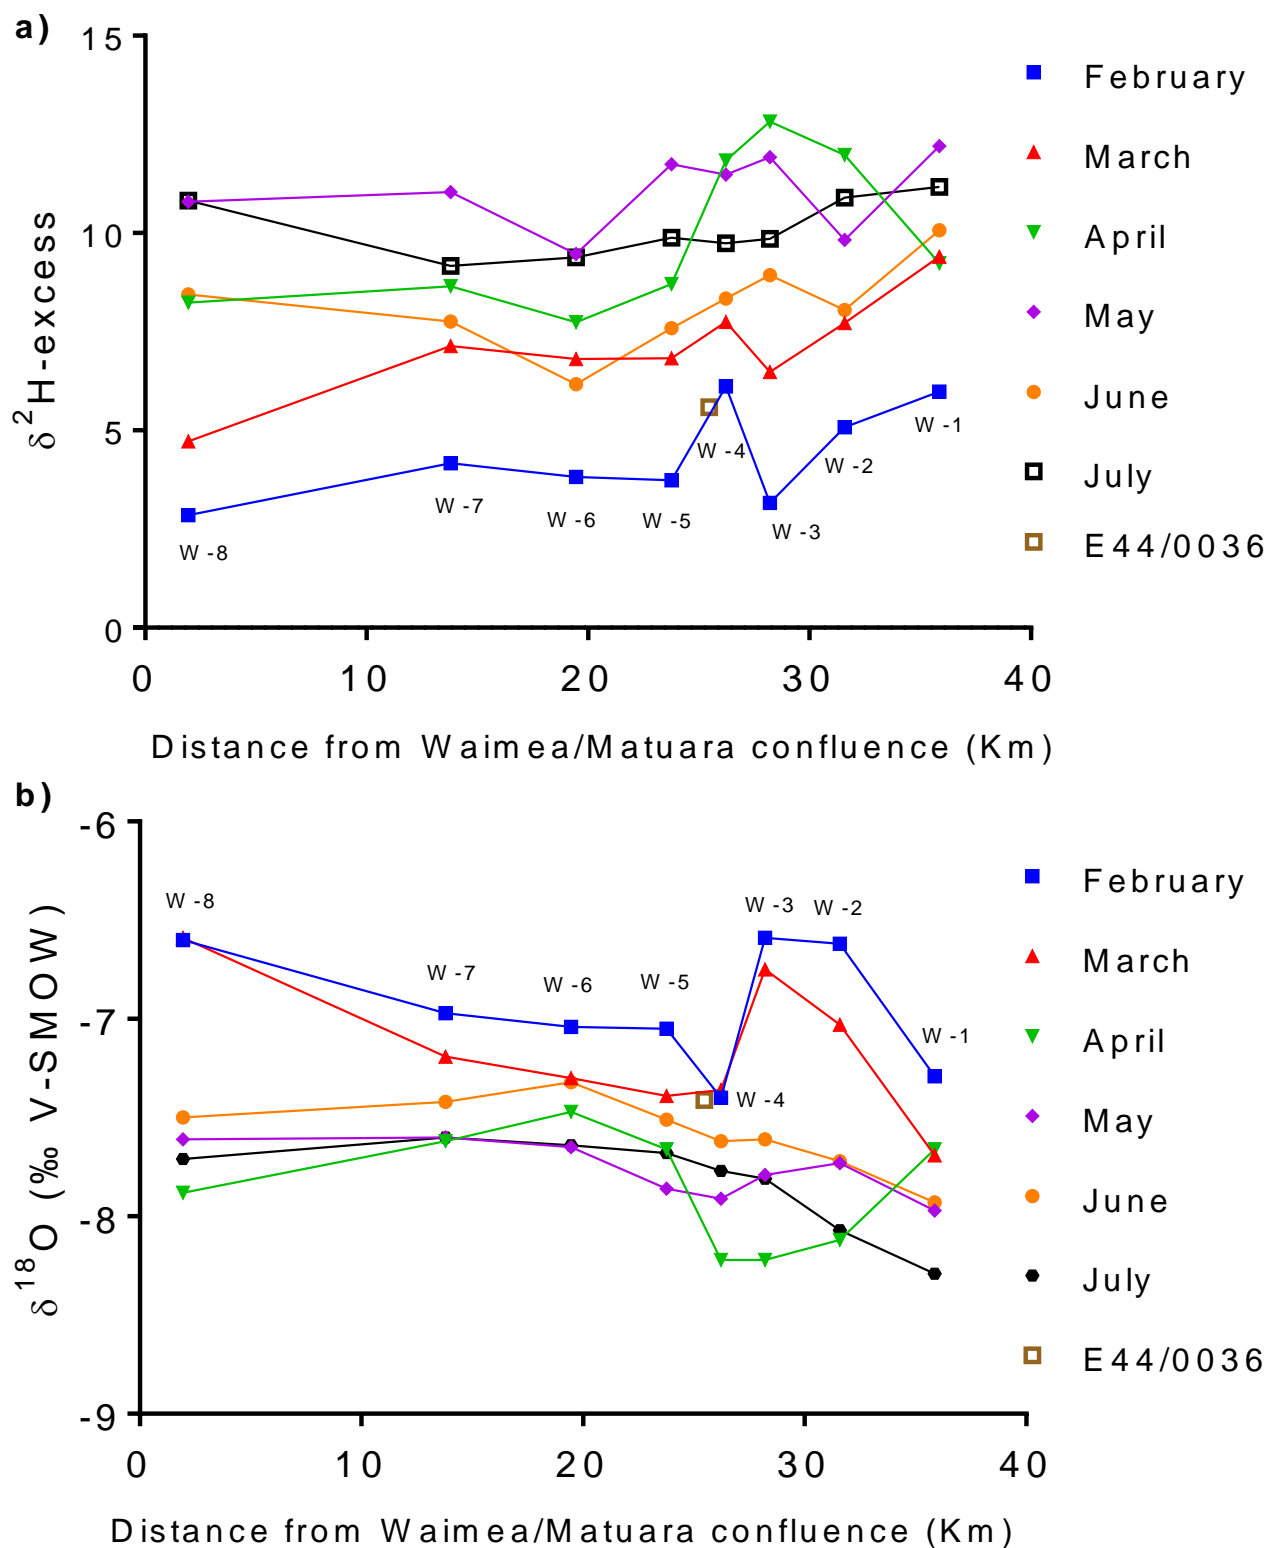 a)
15
10
5
0
δ²H-excess
0 10 20 30 40
Distance from Waimea/Matuara confluence (Km)
W -8
W -7
W -6
W -5
W -4
W -3
W -2
W -1
February
March
April
May
June
July
E44/0036
b)
-6
-7
-8
-9
δ¹⁸O (‰ V-SMOW)
0 10 20 30 40
Distance from Waimea/Matuara confluence (Km)
W -8
W -7
W -6
W -5
W -4
W -3
W -2
W -1
February
March
April
May
June
July
E44/0036